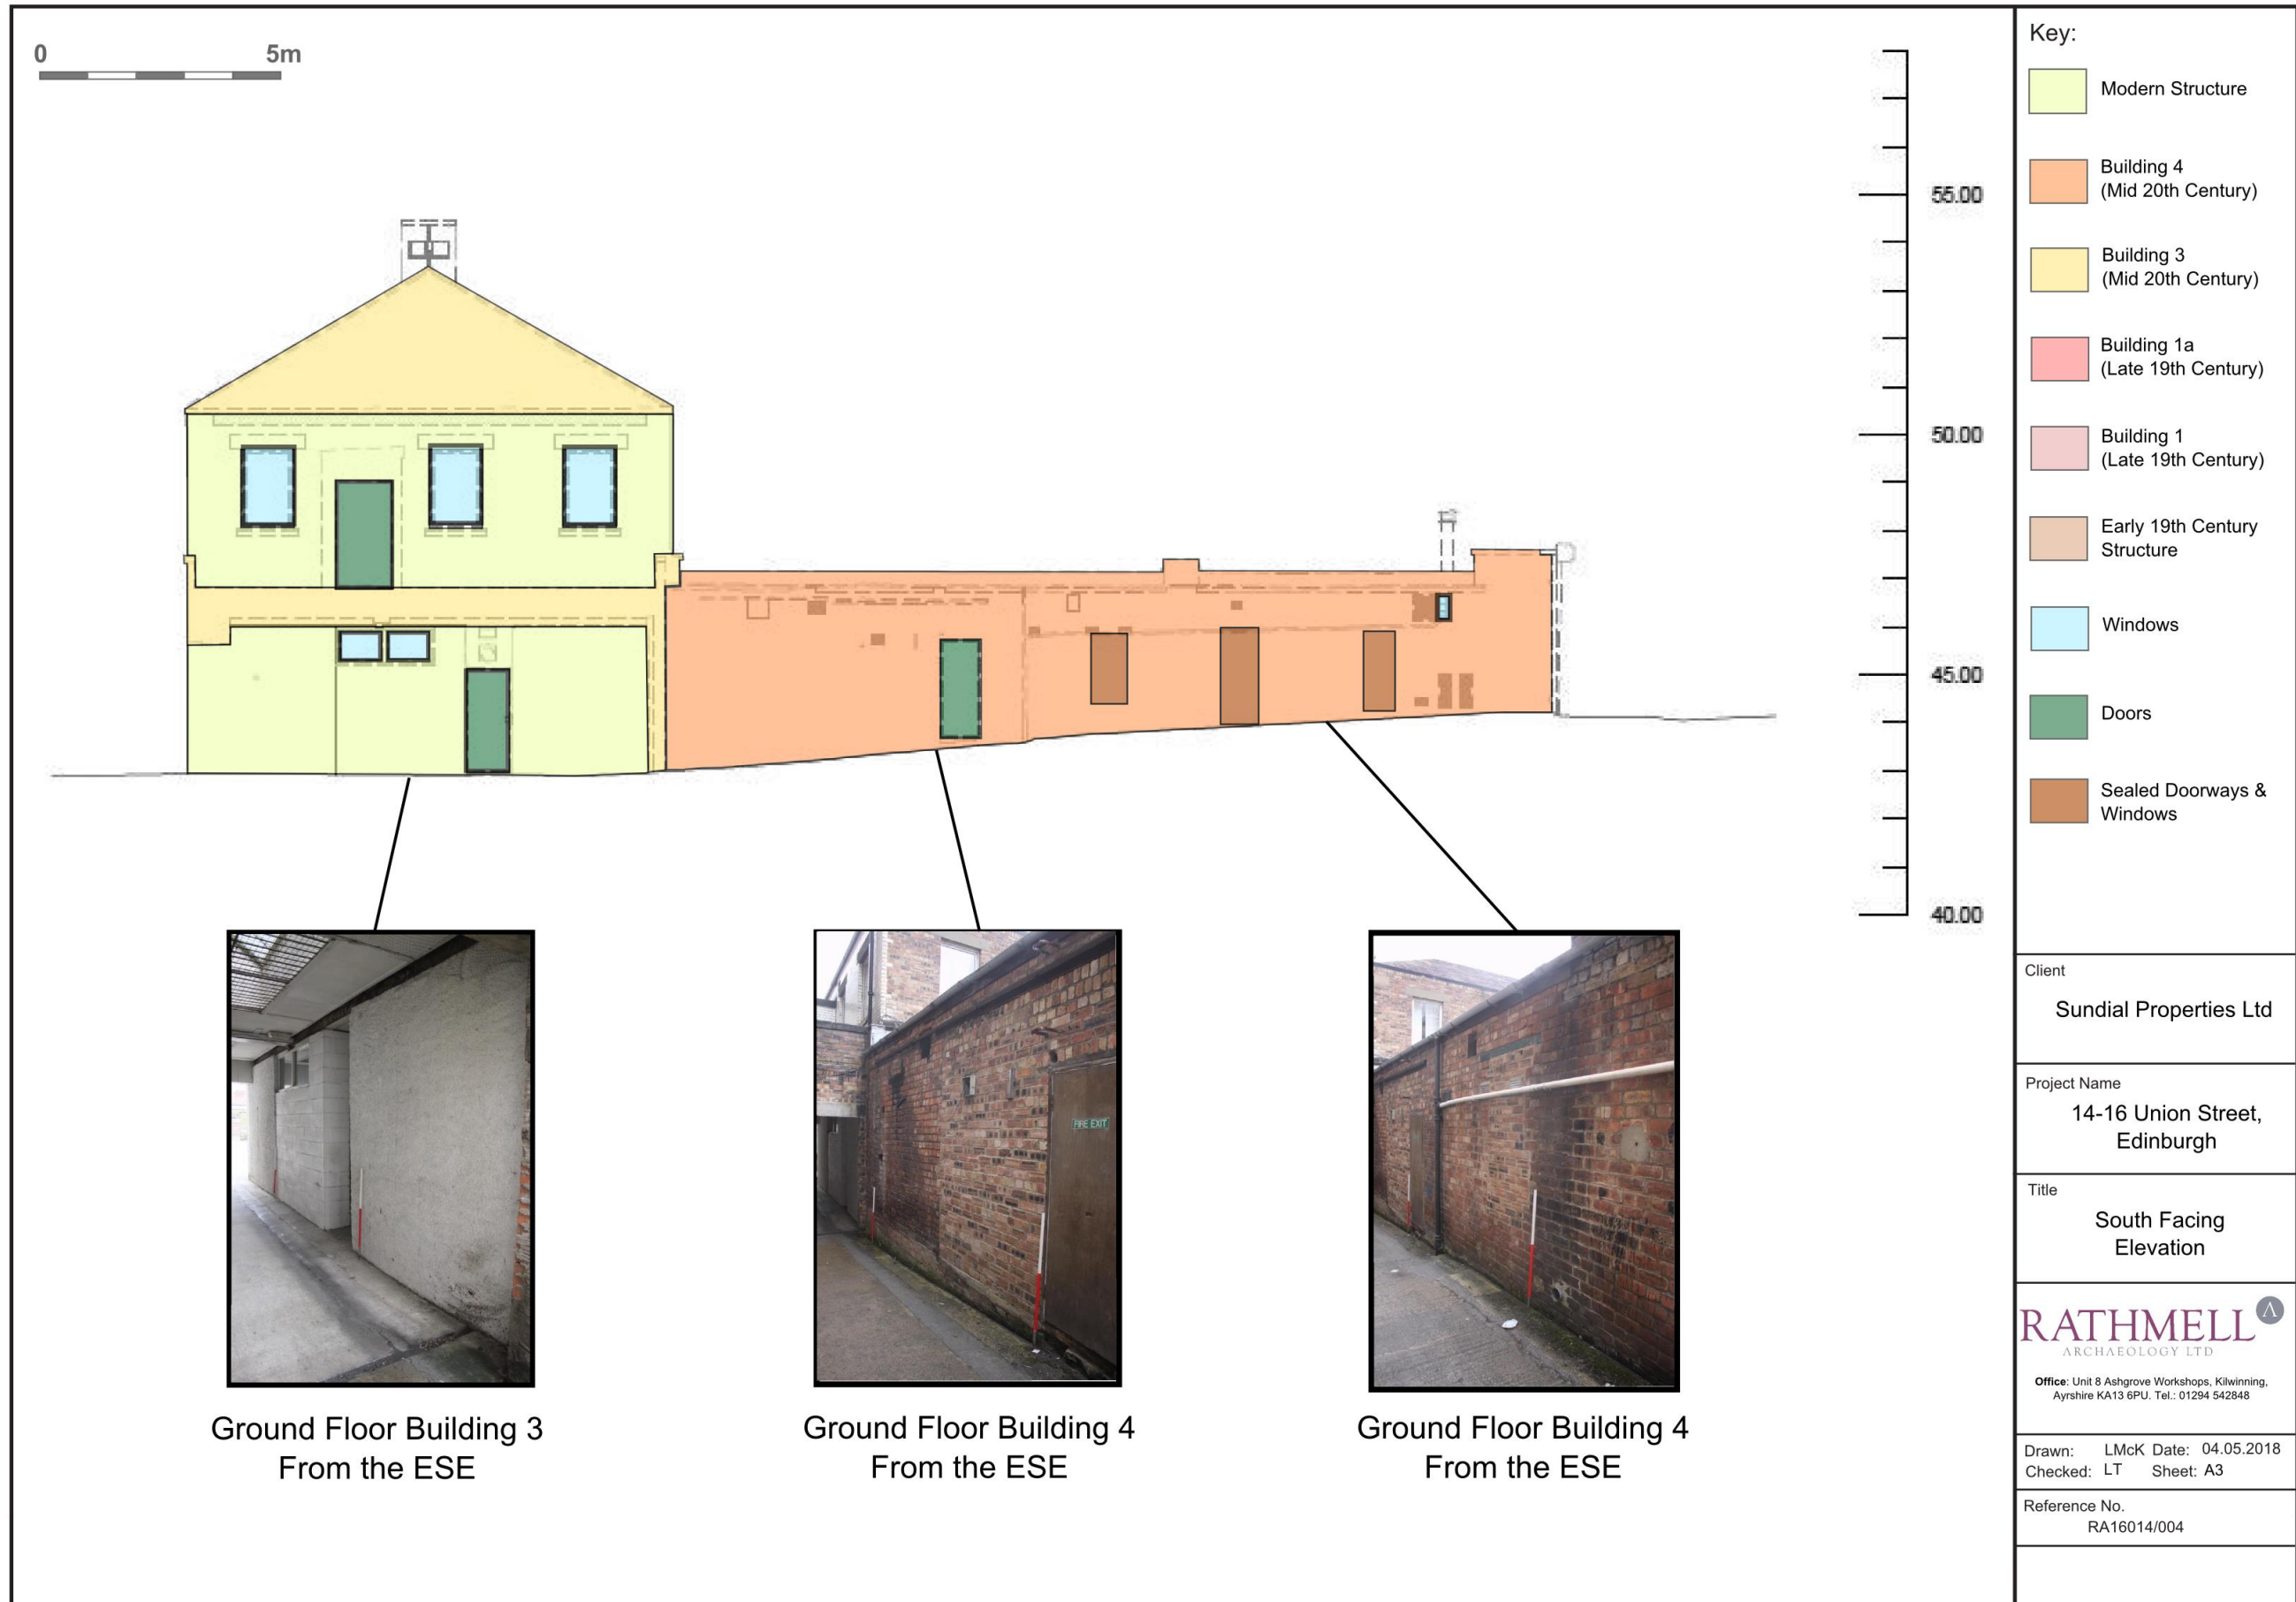 0 5m
55.00
50.00
45.00
40.00
FIRE EXIT
Ground Floor Building 3
From the ESE
Ground Floor Building 4
From the ESE
Ground Floor Building 4
From the ESE
Key:
Modern Structure
Building 4
(Mid 20th Century)
Building 3
(Mid 20th Century)
Building 1a
(Late 19th Century)
Building 1
(Late 19th Century)
Early 19th Century
Structure
Windows
Doors
Sealed Doorways &
Windows
Client
Sundial Properties Ltd
Project Name
14-16 Union Street,
Edinburgh
Title
South Facing
Elevation
RATHMELL
ARCHAEOLOGY LTD
Office: Unit 8 Ashgrove Workshops, Kilwinning,
Ayrshire KA13 6PU. Tel.: 01294 542848
Drawn: LMcK Date: 04.05.2018
Checked: LT Sheet: A3
Reference No.
RA16014/004